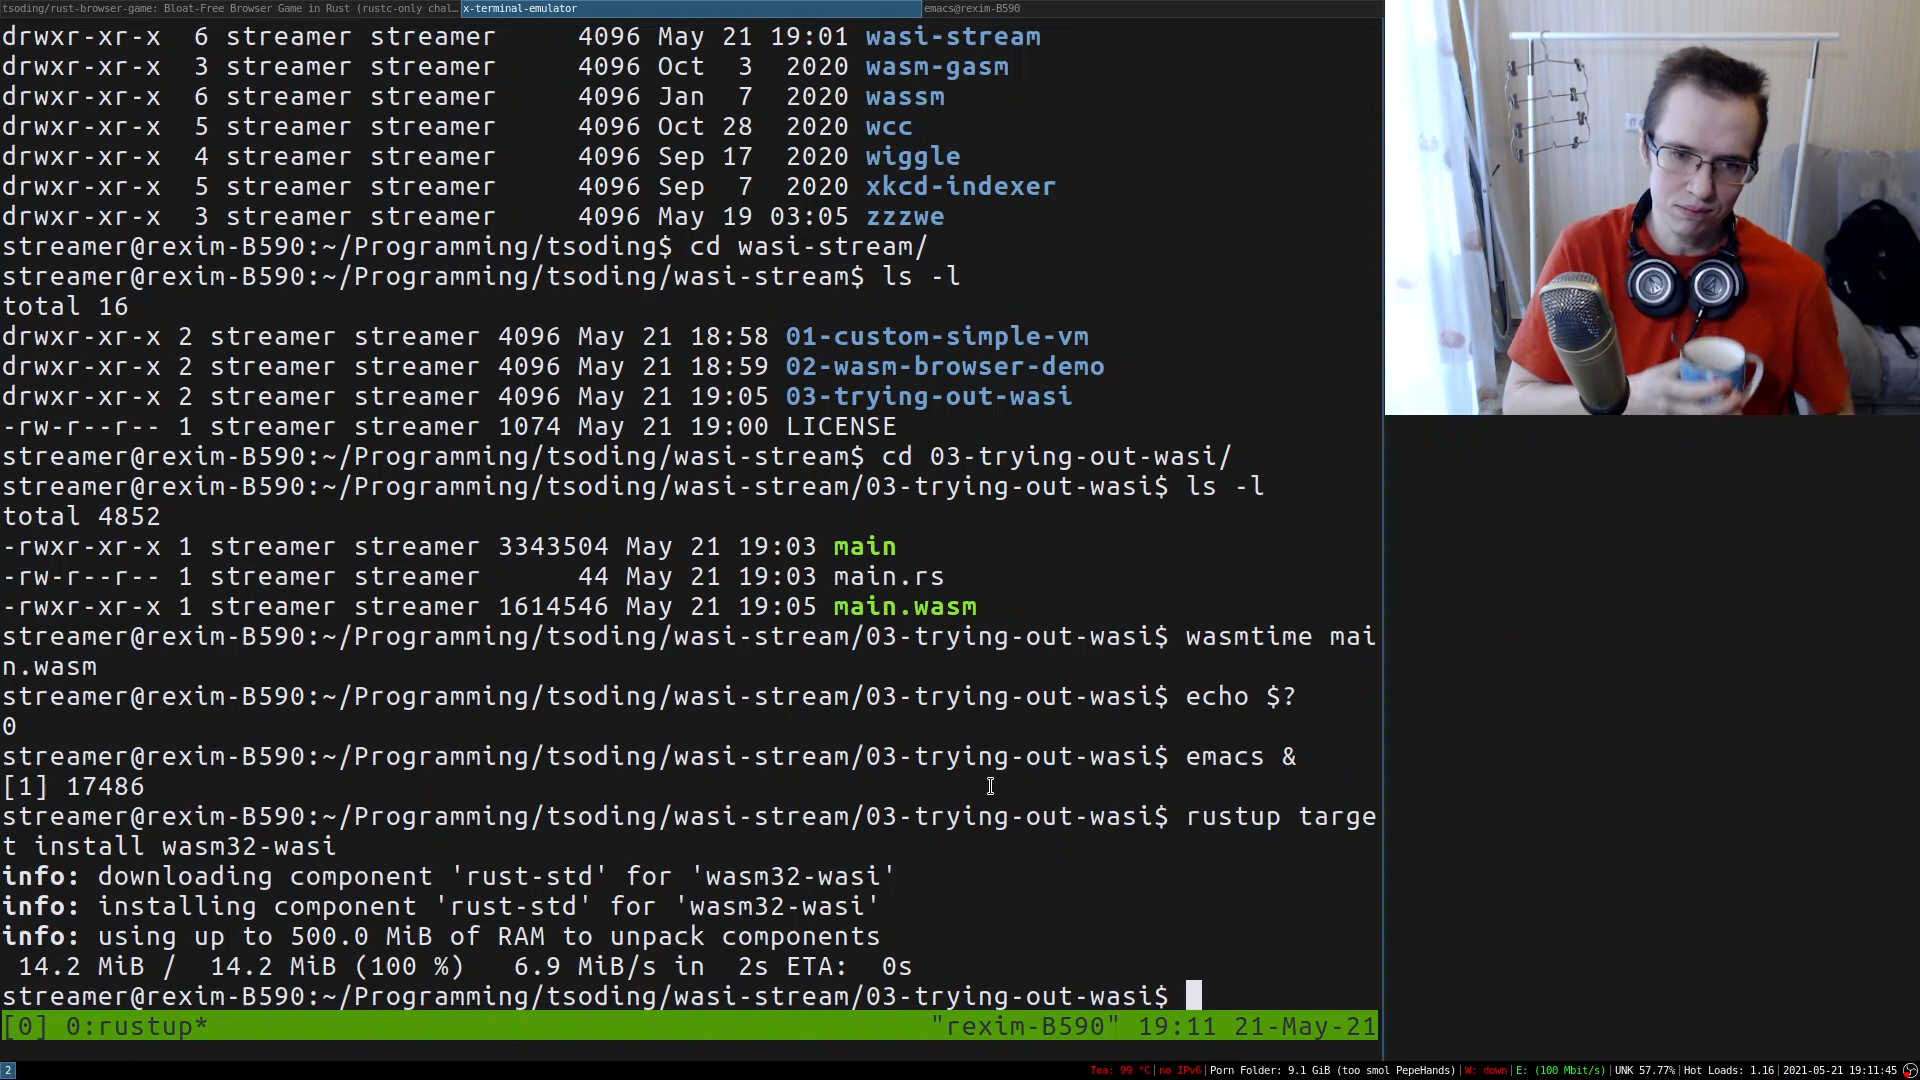 tsoding/rust-browser-game: Bloat-Free Browser Game in Rust (rustc-only chal…
x-terminal-emulator
emacs@rexim-B590
drwxr-xr-x  6 streamer streamer     4096 May 21 19:01 wasi-stream
drwxr-xr-x  3 streamer streamer     4096 Oct  3  2020 wasm-gasm
drwxr-xr-x  6 streamer streamer     4096 Jan  7  2020 wassm
drwxr-xr-x  5 streamer streamer     4096 Oct 28  2020 wcc
drwxr-xr-x  4 streamer streamer     4096 Sep 17  2020 wiggle
drwxr-xr-x  5 streamer streamer     4096 Sep  7  2020 xkcd-indexer
drwxr-xr-x  3 streamer streamer     4096 May 19 03:05 zzzwe
streamer@rexim-B590:~/Programming/tsoding$ cd wasi-stream/
streamer@rexim-B590:~/Programming/tsoding/wasi-stream$ ls -l
total 16
drwxr-xr-x 2 streamer streamer 4096 May 21 18:58 01-custom-simple-vm
drwxr-xr-x 2 streamer streamer 4096 May 21 18:59 02-wasm-browser-demo
drwxr-xr-x 2 streamer streamer 4096 May 21 19:05 03-trying-out-wasi
-rw-r--r-- 1 streamer streamer 1074 May 21 19:00 LICENSE
streamer@rexim-B590:~/Programming/tsoding/wasi-stream$ cd 03-trying-out-wasi/
streamer@rexim-B590:~/Programming/tsoding/wasi-stream/03-trying-out-wasi$ ls -l
total 4852
-rwxr-xr-x 1 streamer streamer 3343504 May 21 19:03 main
-rw-r--r-- 1 streamer streamer      44 May 21 19:03 main.rs
-rwxr-xr-x 1 streamer streamer 1614546 May 21 19:05 main.wasm
streamer@rexim-B590:~/Programming/tsoding/wasi-stream/03-trying-out-wasi$ wasmtime mai
n.wasm
streamer@rexim-B590:~/Programming/tsoding/wasi-stream/03-trying-out-wasi$ echo $?
0
streamer@rexim-B590:~/Programming/tsoding/wasi-stream/03-trying-out-wasi$ emacs &
[1] 17486
streamer@rexim-B590:~/Programming/tsoding/wasi-stream/03-trying-out-wasi$ rustup targe
t install wasm32-wasi
info: downloading component 'rust-std' for 'wasm32-wasi'
info: installing component 'rust-std' for 'wasm32-wasi'
info: using up to 500.0 MiB of RAM to unpack components
 14.2 MiB /  14.2 MiB (100 %)   6.9 MiB/s in  2s ETA:  0s
streamer@rexim-B590:~/Programming/tsoding/wasi-stream/03-trying-out-wasi$
[0] 0:rustup*                "rexim-B590" 19:11 21-May-21
2
Tea: 99 °C|no IPv6|Porn Folder: 9.1 GiB (too smol PepeHands)|W: down|E: (100 Mbit/s)|UNK 57.77%|Hot Loads: 1.16|2021-05-21 19:11:45